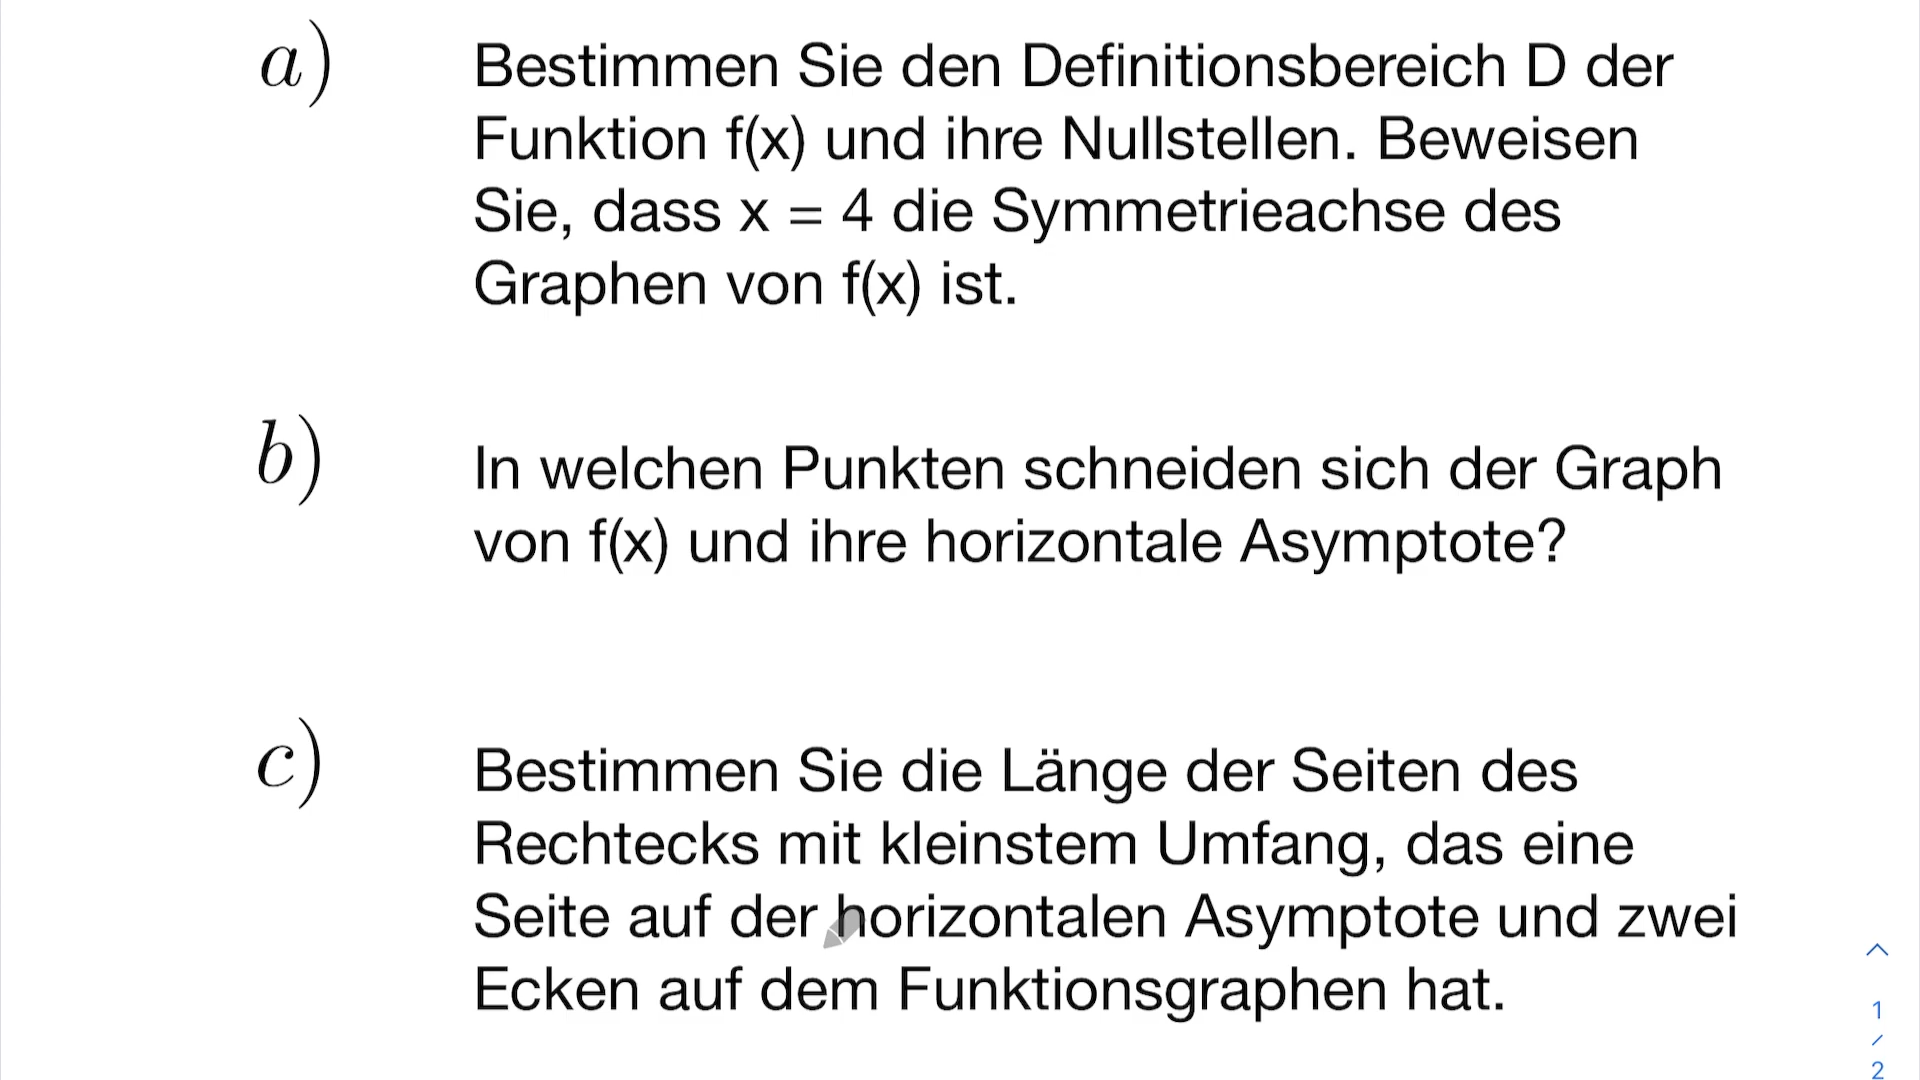 a) Bestimmen Sie den Definitionsbereich D der
Funktion f(x) und ihre Nullstellen. Beweisen
Sie, dass x = 4 die Symmetrieachse des
Graphen von f(x) ist.
b) In welchen Punkten schneiden sich der Graph
von f(x) und ihre horizontale Asymptote?
c) Bestimmen Sie die Länge der Seiten des
Rechtecks mit kleinstem Umfang, das eine
Seite auf der horizontalen Asymptote und zwei
Ecken auf dem Funktionsgraphen hat.
1
/
2